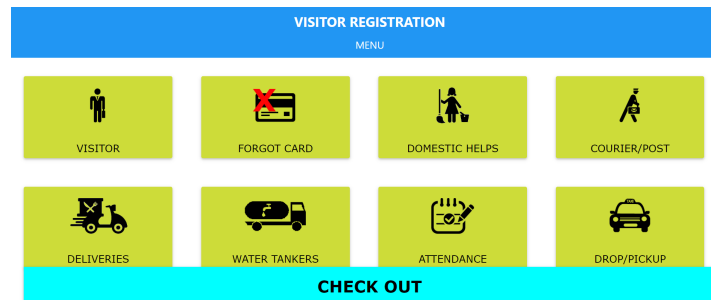 VISITOR REGISTRATION
MENU
VISITOR
FORGOT CARD
DOMESTIC HELPS
COURIER/POST
DELIVERIES
WATER TANKERS
ATTENDANCE
DROP/PICKUP
CHECK OUT